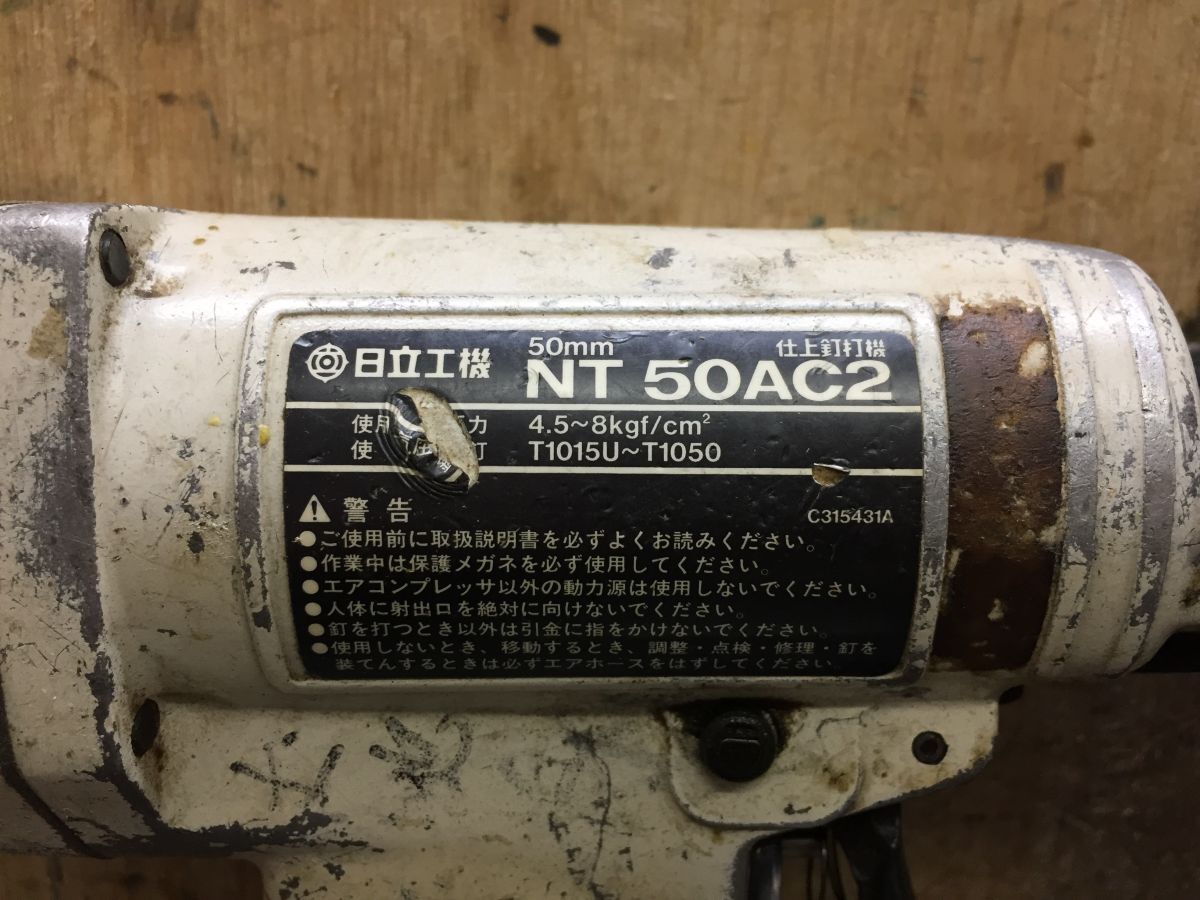 日立工機 50mm NT 50AC2 仕上釘打機
使用 力 4.5～8kgf/cm²
使用 釘 T1015U～T1050
警告 C315431A
●ご使用前に取扱説明書を必ずよくお読みください。
●作業中は保護メガネを必ず使用してください。
●エアコンプレッサ以外の動力源は使用しないでください。
●人体に射出口を絶対に向けないでください。
●釘を打つとき以外は引金に指をかけないでください。
●使用しないとき、移動するとき、調整・点検・修理・釘を
装てんするときは必ずエアホースをはずしてください。